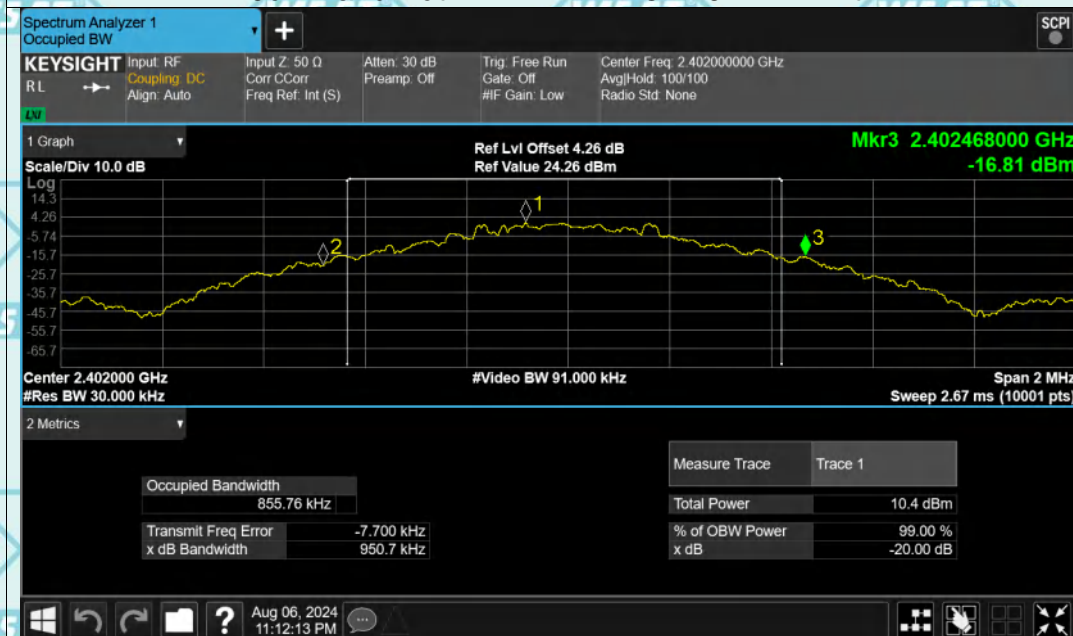 Spectrum Analyzer 1
Occupied BW
+
SCPI
KEYSIGHT
RL
LXI
Input: RF
Coupling: DC
Align: Auto
Input Z: 50 Ω
Corr CCorr
Freq Ref: Int (S)
Atten: 30 dB
Preamp: Off
Trig: Free Run
Gate: Off
#IF Gain: Low
Center Freq: 2.402000000 GHz
Avg|Hold: 100/100
Radio Std: None
1 Graph
Scale/Div 10.0 dB
Ref Lvl Offset 4.26 dB
Ref Value 24.26 dBm
Mkr3 2.402468000 GHz
-16.81 dBm
Log
14.3
4.26
-5.74
-15.7
-25.7
-35.7
-45.7
-55.7
-65.7
1
2
3
Center 2.402000 GHz
#Video BW 91.000 kHz
Span 2 MHz
#Res BW 30.000 kHz
Sweep 2.67 ms (10001 pts)
2 Metrics
Occupied Bandwidth
855.76 kHz
Transmit Freq Error -7.700 kHz
x dB Bandwidth 950.7 kHz
Measure Trace Trace 1
Total Power 10.4 dBm
% of OBW Power 99.00 %
x dB -20.00 dB
?
Aug 06, 2024
11:12:13 PM